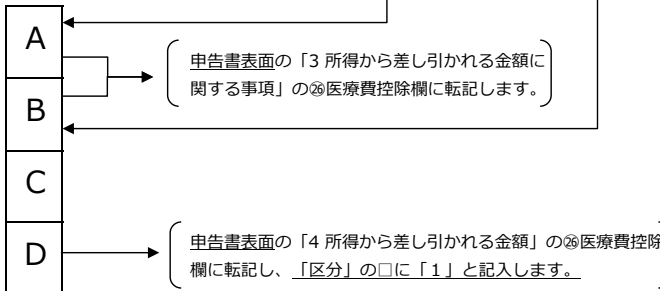 A
申告書表面の「3 所得から差し引かれる金額に
関する事項」の㉖医療費控除欄に転記します。
B
C
D
申告書表面の「4 所得から差し引かれる金額」の㉖医療費控除
欄に転記し、「区分」の□に「1」と記入します。